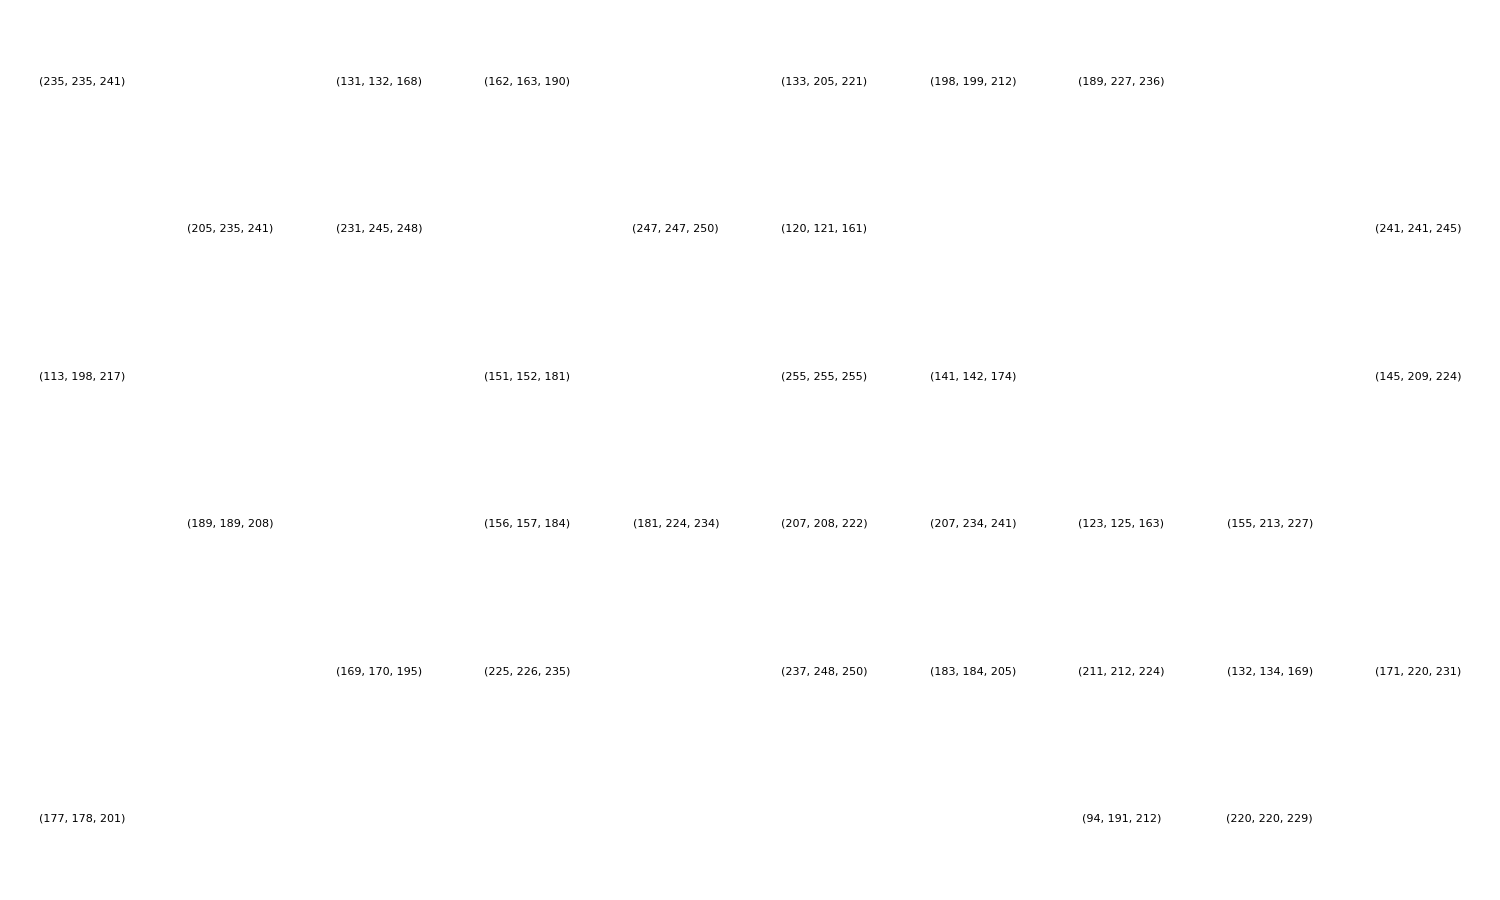 (235, 235, 241) (131, 132, 168) (162, 163, 190) (133, 205, 221) (198, 199, 212) (189, 227, 236)
(205, 235, 241) (231, 245, 248) (247, 247, 250) (120, 121, 161) (241, 241, 245)
(113, 198, 217) (151, 152, 181) (255, 255, 255) (141, 142, 174) (145, 209, 224)
(189, 189, 208) (156, 157, 184) (181, 224, 234) (207, 208, 222) (207, 234, 241) (123, 125, 163) (155, 213, 227)
(169, 170, 195) (225, 226, 235) (237, 248, 250) (183, 184, 205) (211, 212, 224) (132, 134, 169) (171, 220, 231)
(177, 178, 201) (94, 191, 212) (220, 220, 229)